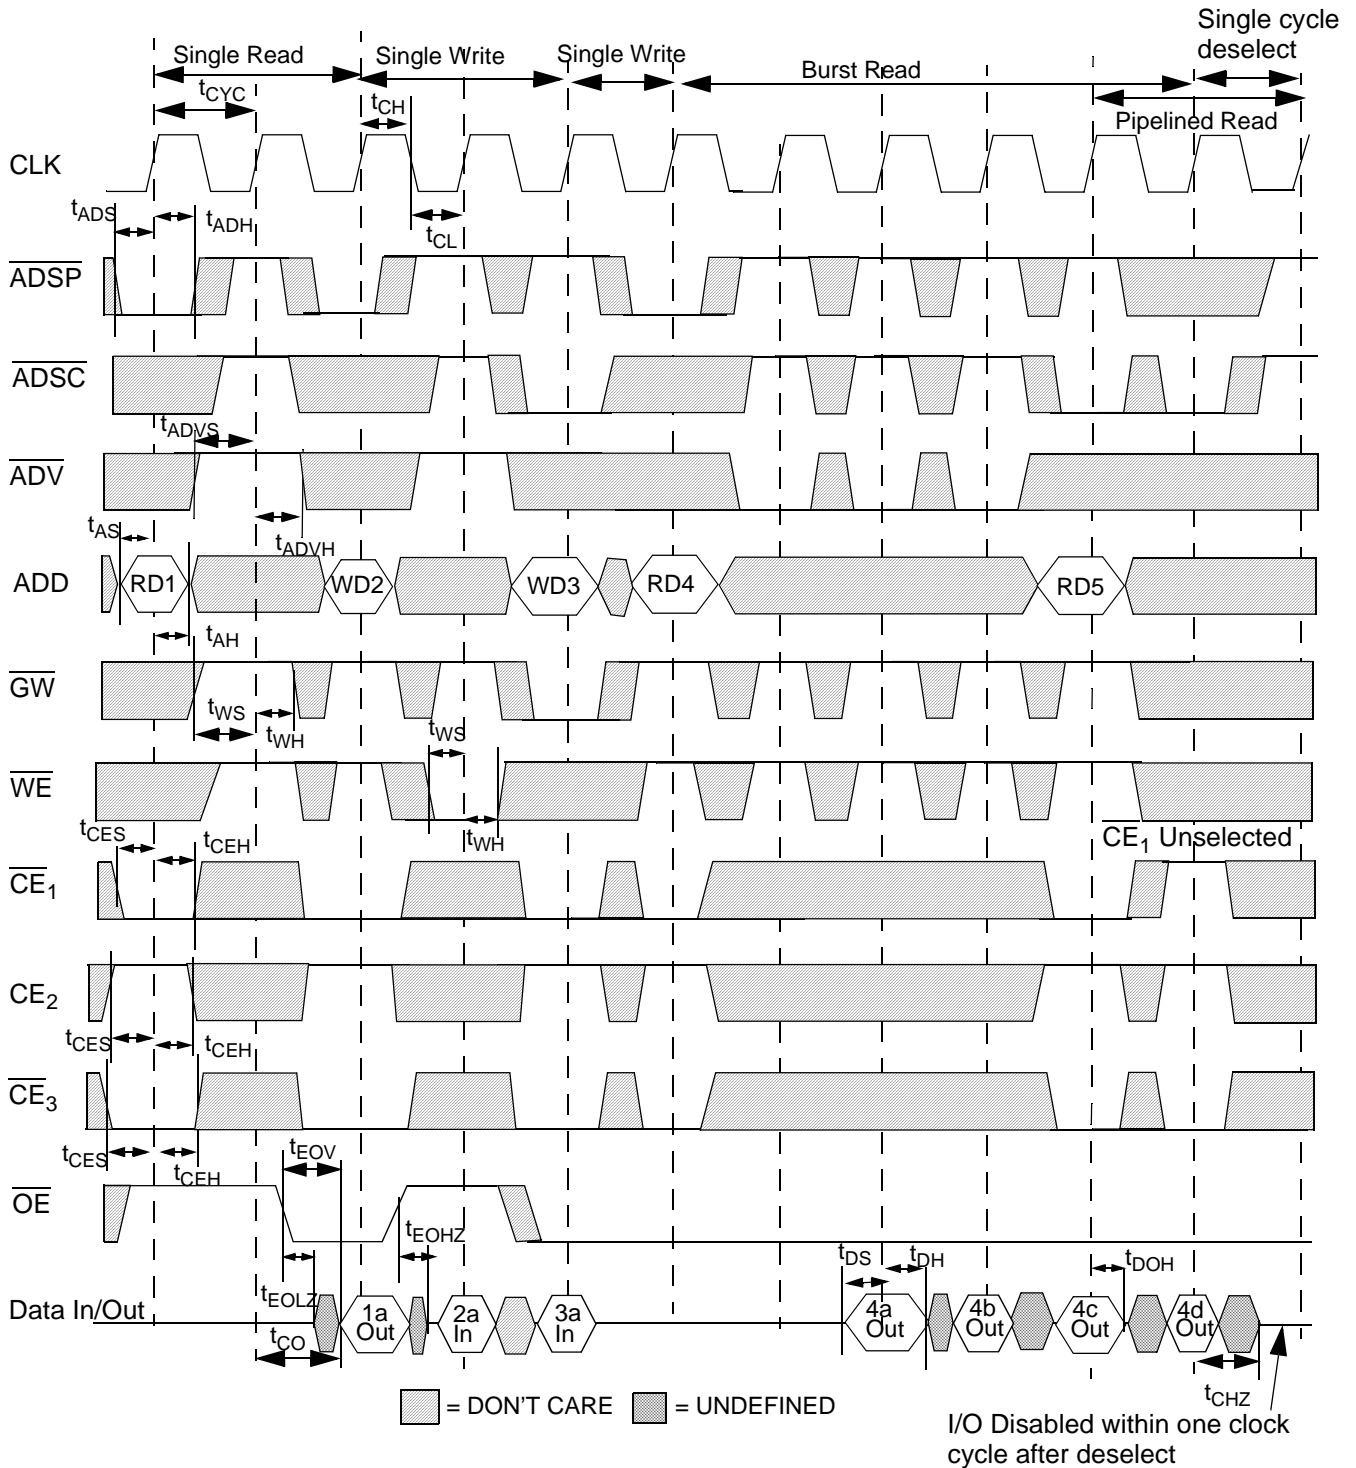 Single cycle
deselect
Single Read
Single Write
Single Write
Burst Read
tCYC
tCH
Pipelined Read
CLK
tADS
tADH
tCL
ADSP
ADSC
tADVS
ADV
tAS
tADVH
ADD
RD1
WD2
WD3
RD4
RD5
tAH
GW
tWS
tWH
tWS
WE
tWH
tCES
tCEH
CE1 Unselected
CE1
CE2
tCES
tCEH
CE3
tCES
tCEH
tEOV
OE
tEOHZ
tDS
tDH
tDOH
tEOLZ
Data In/Out
1a
Out
2a
In
3a
In
4a
Out
4b
Out
4c
Out
4d
Out
tCO
tCHZ
= DON'T CARE
= UNDEFINED
I/O Disabled within one clock
cycle after deselect